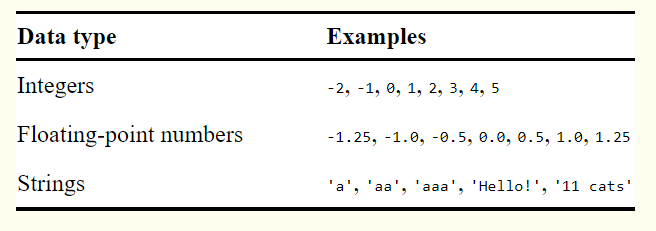 Data type Examples
Integers -2, -1, 0, 1, 2, 3, 4, 5
Floating-point numbers -1.25, -1.0, -0.5, 0.0, 0.5, 1.0, 1.25
Strings 'a', 'aa', 'aaa', 'Hello!', '11 cats'